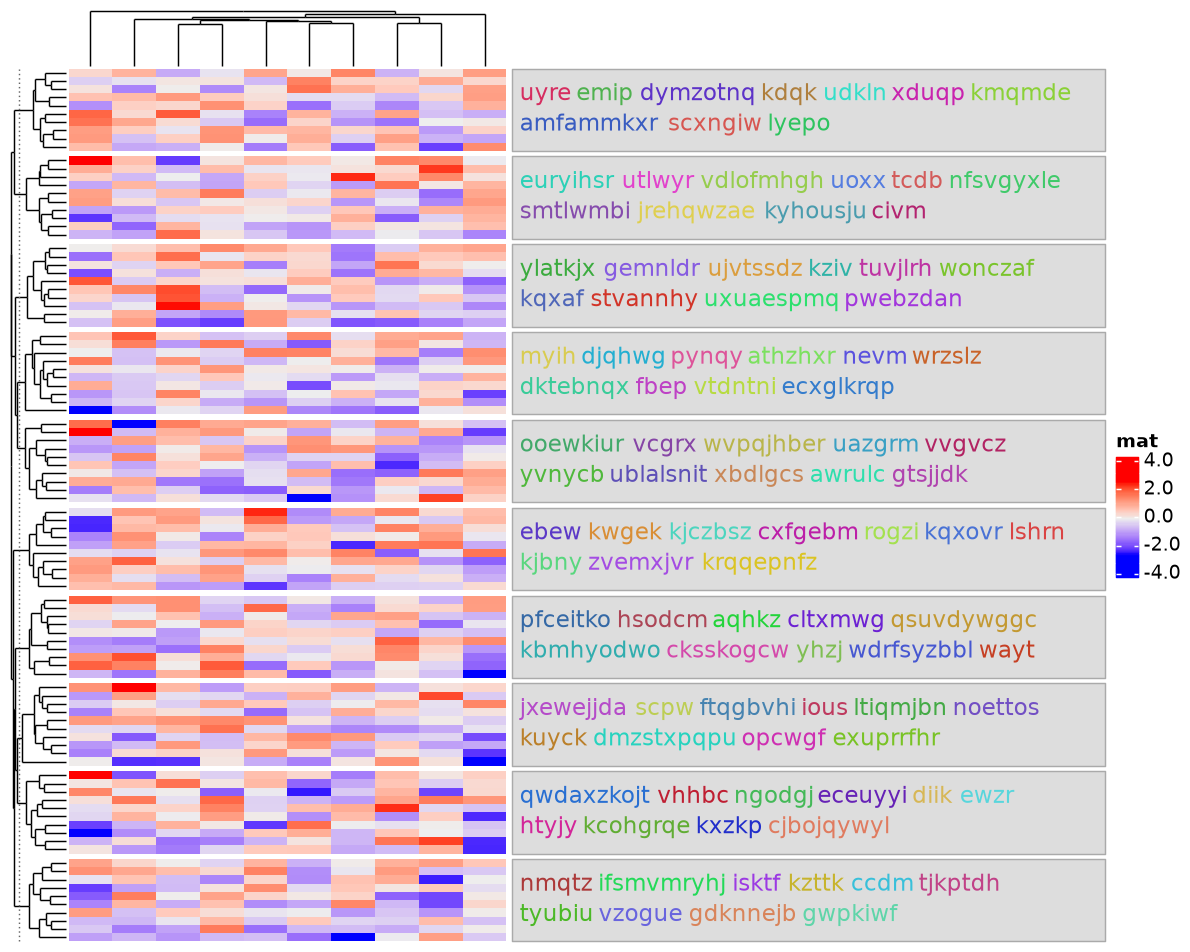 uyre emip dymzotnq kdqk udkln xduqp kmqmde
amfammkxr scxngiw lyepo
euryihsr utlwyr vdlofmhgh uoxx tcdb nfsvgyxle
smtlwmbi jrehqwzae kyhousju civm
ylatkjx gemnldr ujvtssdz kziv tuvjlrh wonczaf
kqxaf stvannhy uxuaespmq pwebzdan
myih djqhwg pynqy athzhxr nevm wrzslz
dktebnqx fbep vtdntni ecxglkrqp
ooewkiur vcgrx wvpqjhber uazgrm vvgvcz
yvnycb ublalsnit xbdlgcs awrulc gtsjjdk
mat
4.0
2.0
0.0
-2.0
-4.0
ebew kwgek kjczbsz cxfgebm rogzi kqxovr lshrn
kjbny zvemxjvr krqqepnfz
pfceitko hsodcm aqhkz cltxmwg qsuvdywggc
kbmhyodwo cksskogcw yhzj wdrfsyzbbl wayt
jxewejjda scpw ftqgbvhi ious ltiqmjbn noettos
kuyck dmzstxpqpu opcwgf exuprrfhr
qwdaxzkojt vhhbc ngodgj eceuyyi diik ewzr
htyjy kcohgrqe kxzkp cjbojqywyl
nmqtz ifsmvmryhj isktf kzttk ccdm tjkptdh
tyubiu vzogue gdknnejb gwpkiwf